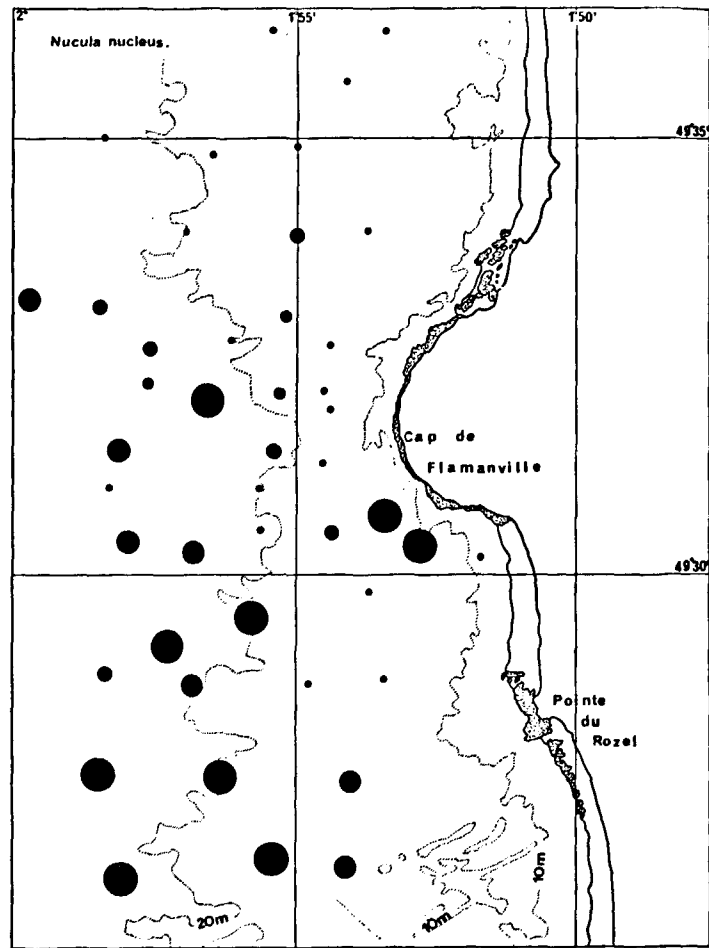 2°
1°55'
1°50'
Nucula nucleus.
49°35'
Cap de
Flamanville
49°30'
Pointe
du
Rozel
10m
20m
10m